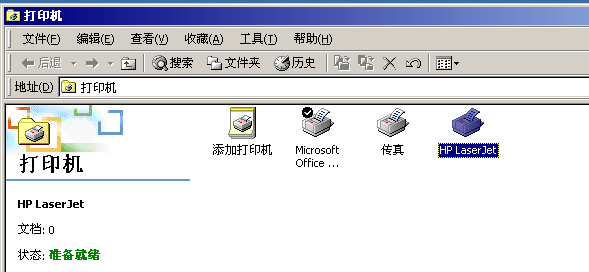 打印机
文件(F) 编辑(E) 查看(V) 收藏(A) 工具(T) 帮助(H)
后退 搜索 文件夹 历史
地址(D) 打印机
打印机
HP LaserJet
文档: 0
状态: 准备就绪
添加打印机
Microsoft
Office ...
传真
HP LaserJet